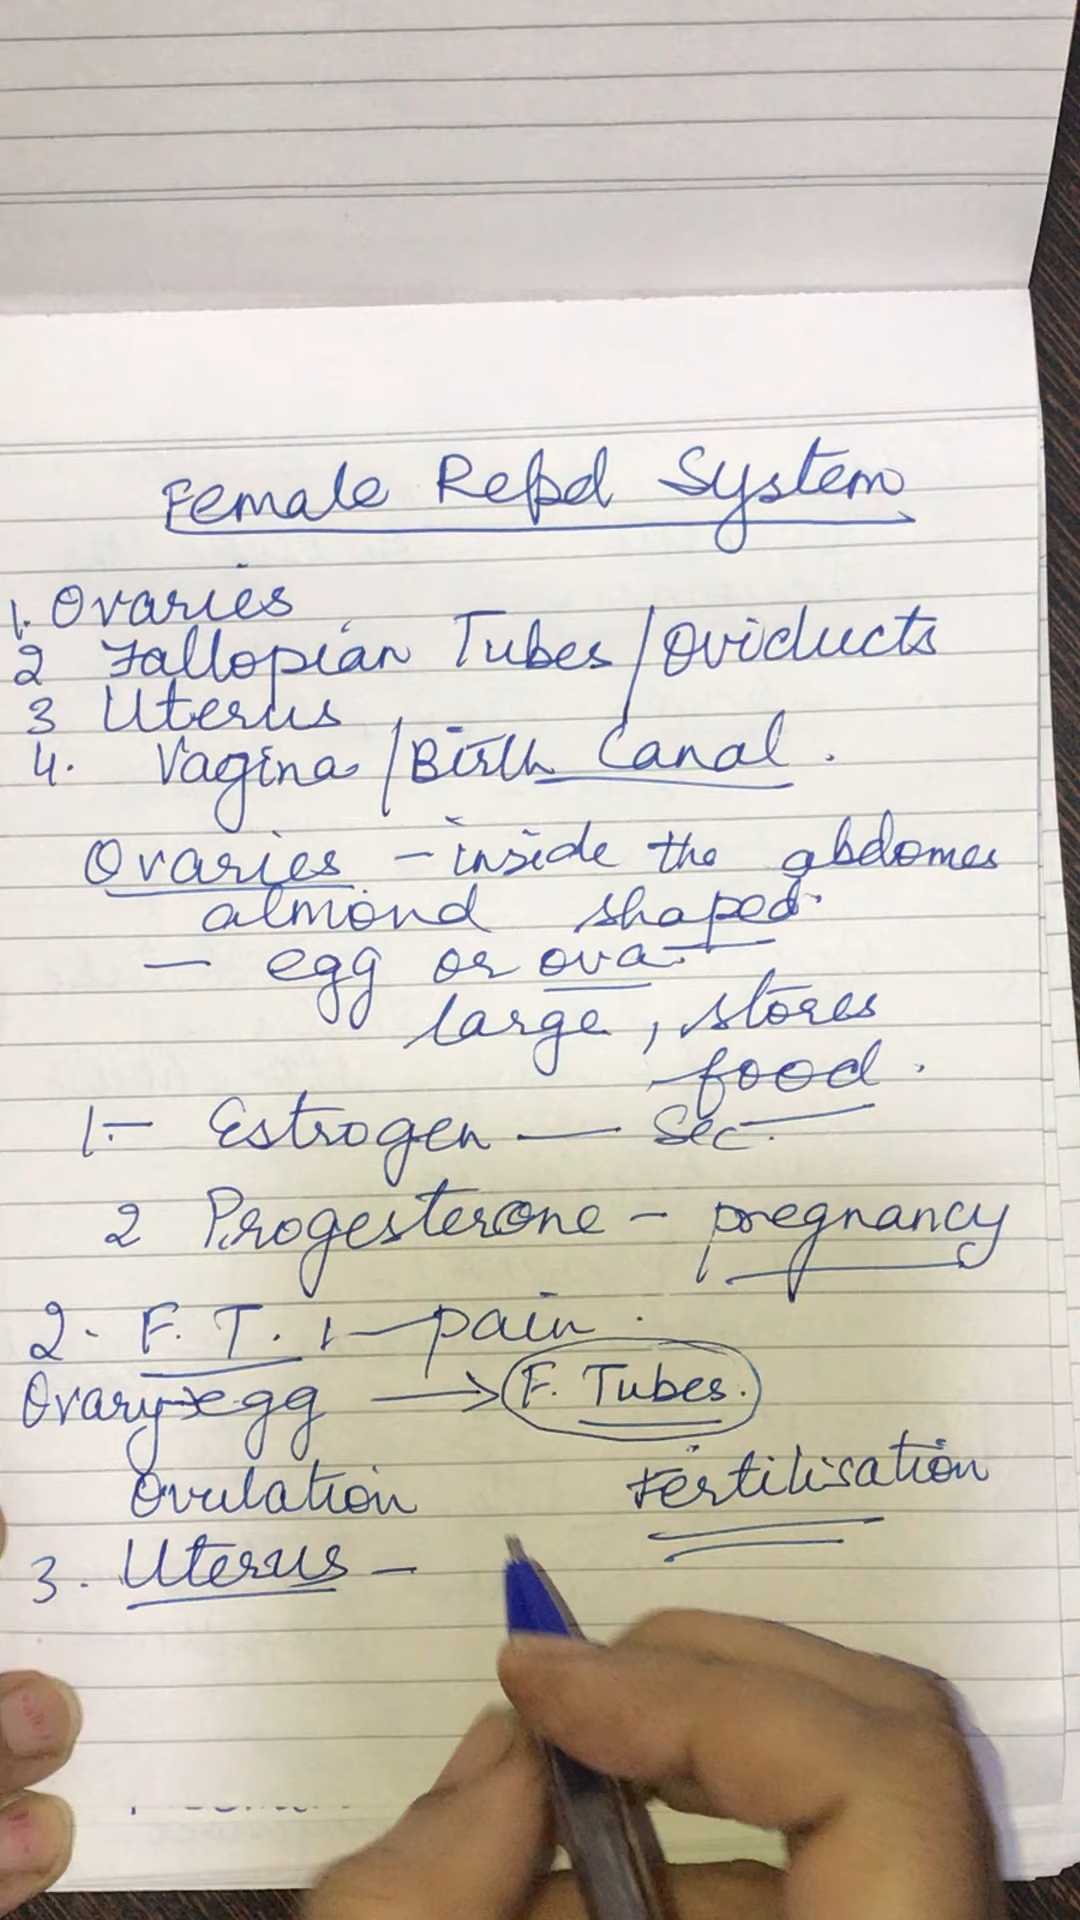 Female Repd System
1. Ovaries
2 Fallopian Tubes/Oviducts
3 Uterus
4. Vagina/Birth Canal.
Ovaries - inside the abdomen
almond shaped.
- egg or ova
large, stores
food.
1.- Estrogen - Sec.
2 Progesterone - pregnancy
2. F. T. 1 - pain.
Ovary → egg → F. Tubes.
Ovulation Fertilisation
3. Uterus -